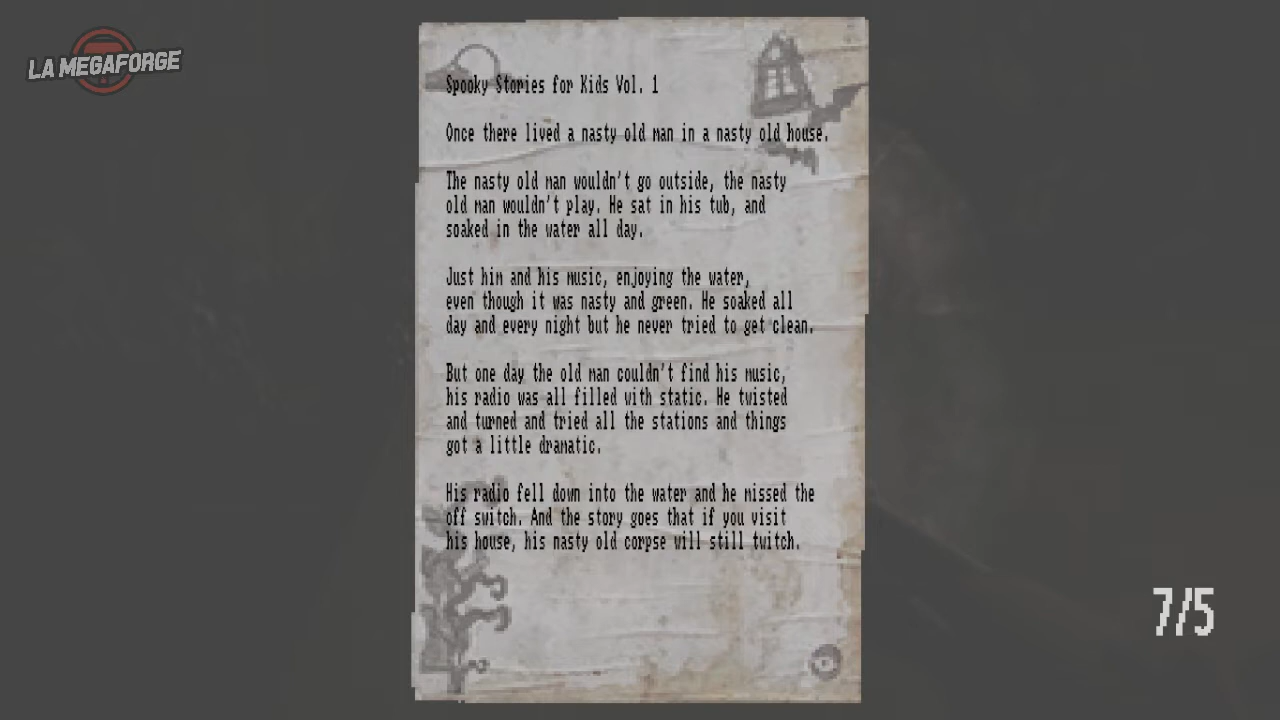 LA MEGAFORGE
Spooky Stories for Kids Vol. 1
Once there lived a nasty old man in a nasty old house.
The nasty old man wouldn't go outside, the nasty
old man wouldn't play. He sat in his tub, and
soaked in the water all day.
Just him and his music, enjoying the water,
even though it was nasty and green. He soaked all
day and every night but he never tried to get clean.
But one day the old man couldn't find his music,
his radio was all filled with static. He twisted
and turned and tried all the stations and things
got a little dramatic.
His radio fell down into the water and he missed the
off switch. And the story goes that if you visit
his house, his nasty old corpse will still twitch.
7/5